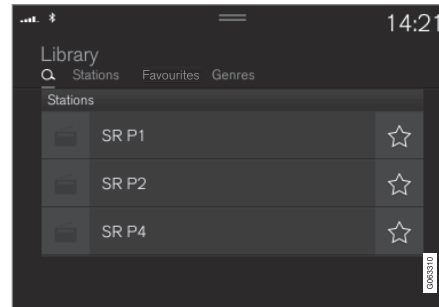 14:21
Library
Stations Favourites Genres
Stations
SR P1
SR P2
SR P4
G063310